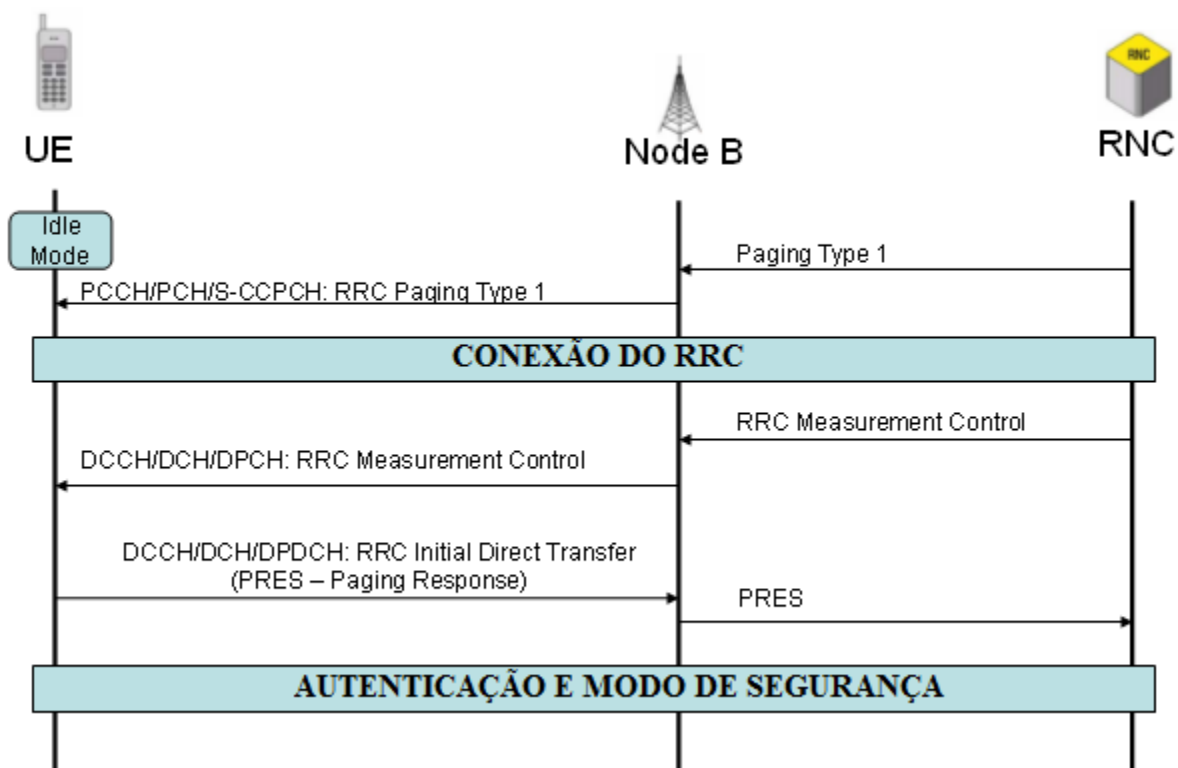 RNC
UE
Node B
RNC
Idle
Mode
Paging Type 1
PCCH/PCH/S-CCPCH: RRC Paging Type 1
CONEXÃO DO RRC
RRC Measurement Control
DCCH/DCH/DPCH: RRC Measurement Control
DCCH/DCH/DPDCH: RRC Initial Direct Transfer
(PRES – Paging Response)
PRES
AUTENTICAÇÃO E MODO DE SEGURANÇA